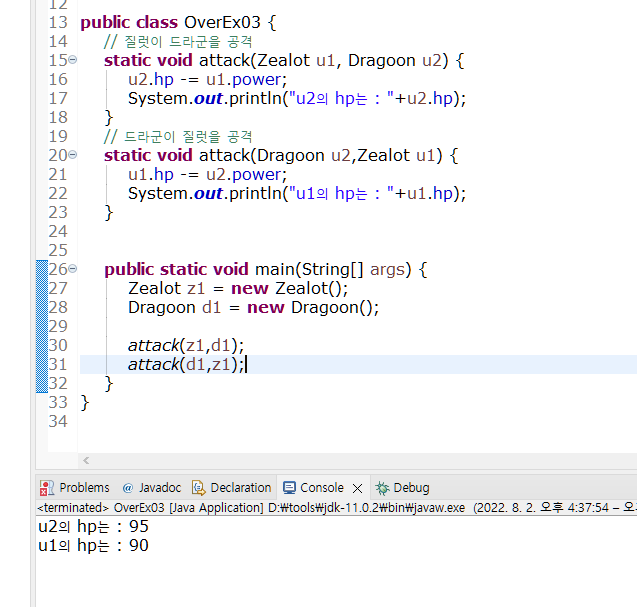 12
13 public class OverEx03 {
14 // 질럿이 드라군을 공격
15 static void attack(Zealot u1, Dragoon u2) {
16 u2.hp -= u1.power;
17 System.out.println("u2의 hp는 : "+u2.hp);
18 }
19 // 드라군이 질럿을 공격
20 static void attack(Dragoon u2,Zealot u1) {
21 u1.hp -= u2.power;
22 System.out.println("u1의 hp는 : "+u1.hp);
23 }
24
25
26 public static void main(String[] args) {
27 Zealot z1 = new Zealot();
28 Dragoon d1 = new Dragoon();
29
30 attack(z1,d1);
31 attack(d1,z1);
32 }
33 }
34
Problems @ Javadoc Declaration Console Debug
<terminated> OverEx03 [Java Application] D:₩tools₩jdk-11.0.2₩bin₩javaw.exe (2022. 8. 2. 오후 4:37:54 – 오
u2의 hp는 : 95
u1의 hp는 : 90